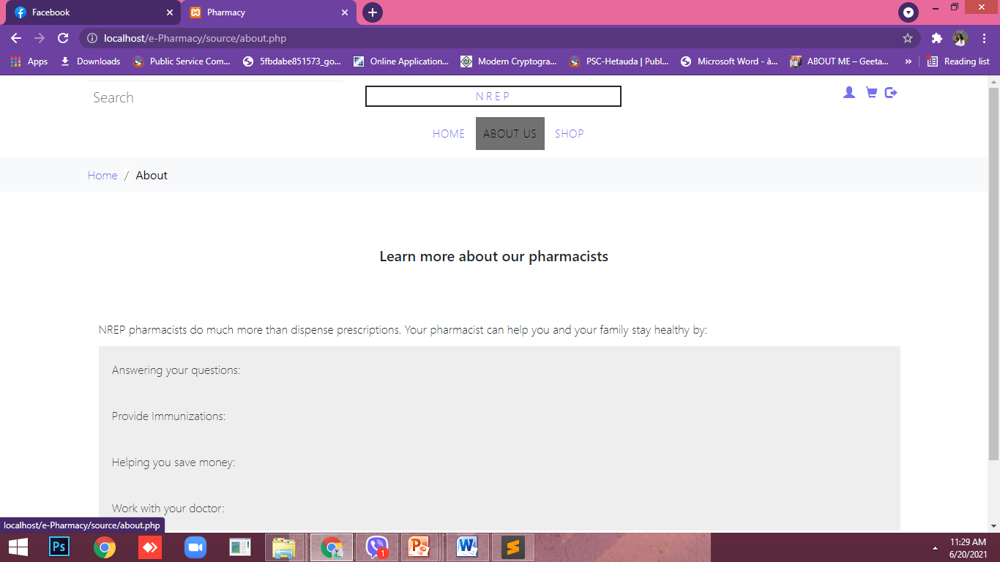 Facebook
Pharmacy
localhost/e-Pharmacy/source/about.php
Apps
Downloads
Public Service Com...
5fbdabe851573_go...
Online Application...
Modern Cryptogra...
PSC-Hetauda | Publ...
Microsoft Word - à...
ABOUT ME – Geeta...
»
Reading list
Search
NREP
HOME
ABOUT US
SHOP
Home / About
Learn more about our pharmacists
NREP pharmacists do much more than dispense prescriptions. Your pharmacist can help you and your family stay healthy by:
Answering your questions:
Provide Immunizations:
Helping you save money:
Work with your doctor:
localhost/e-Pharmacy/source/about.php
Ps
1
P
W
11:29 AM
6/20/2021